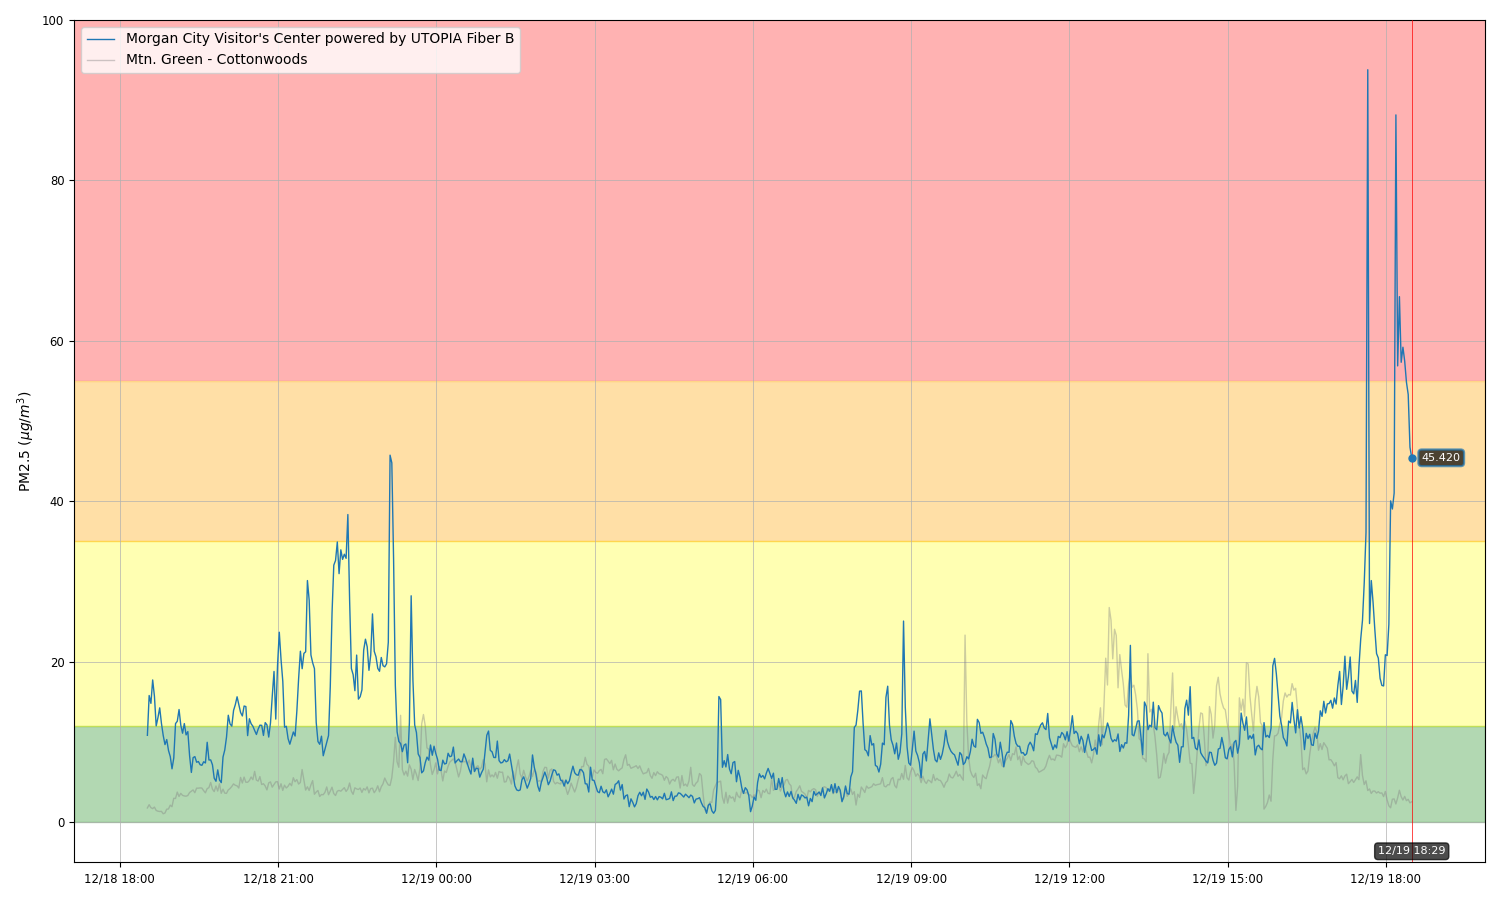 100
80
60
40
20
0
PM2.5 (μg/m³)
Morgan City Visitor's Center powered by UTOPIA Fiber B
Mtn. Green - Cottonwoods
45.420
12/19 18:29
12/18 18:00 12/18 21:00 12/19 00:00 12/19 03:00 12/19 06:00 12/19 09:00 12/19 12:00 12/19 15:00 12/19 18:00